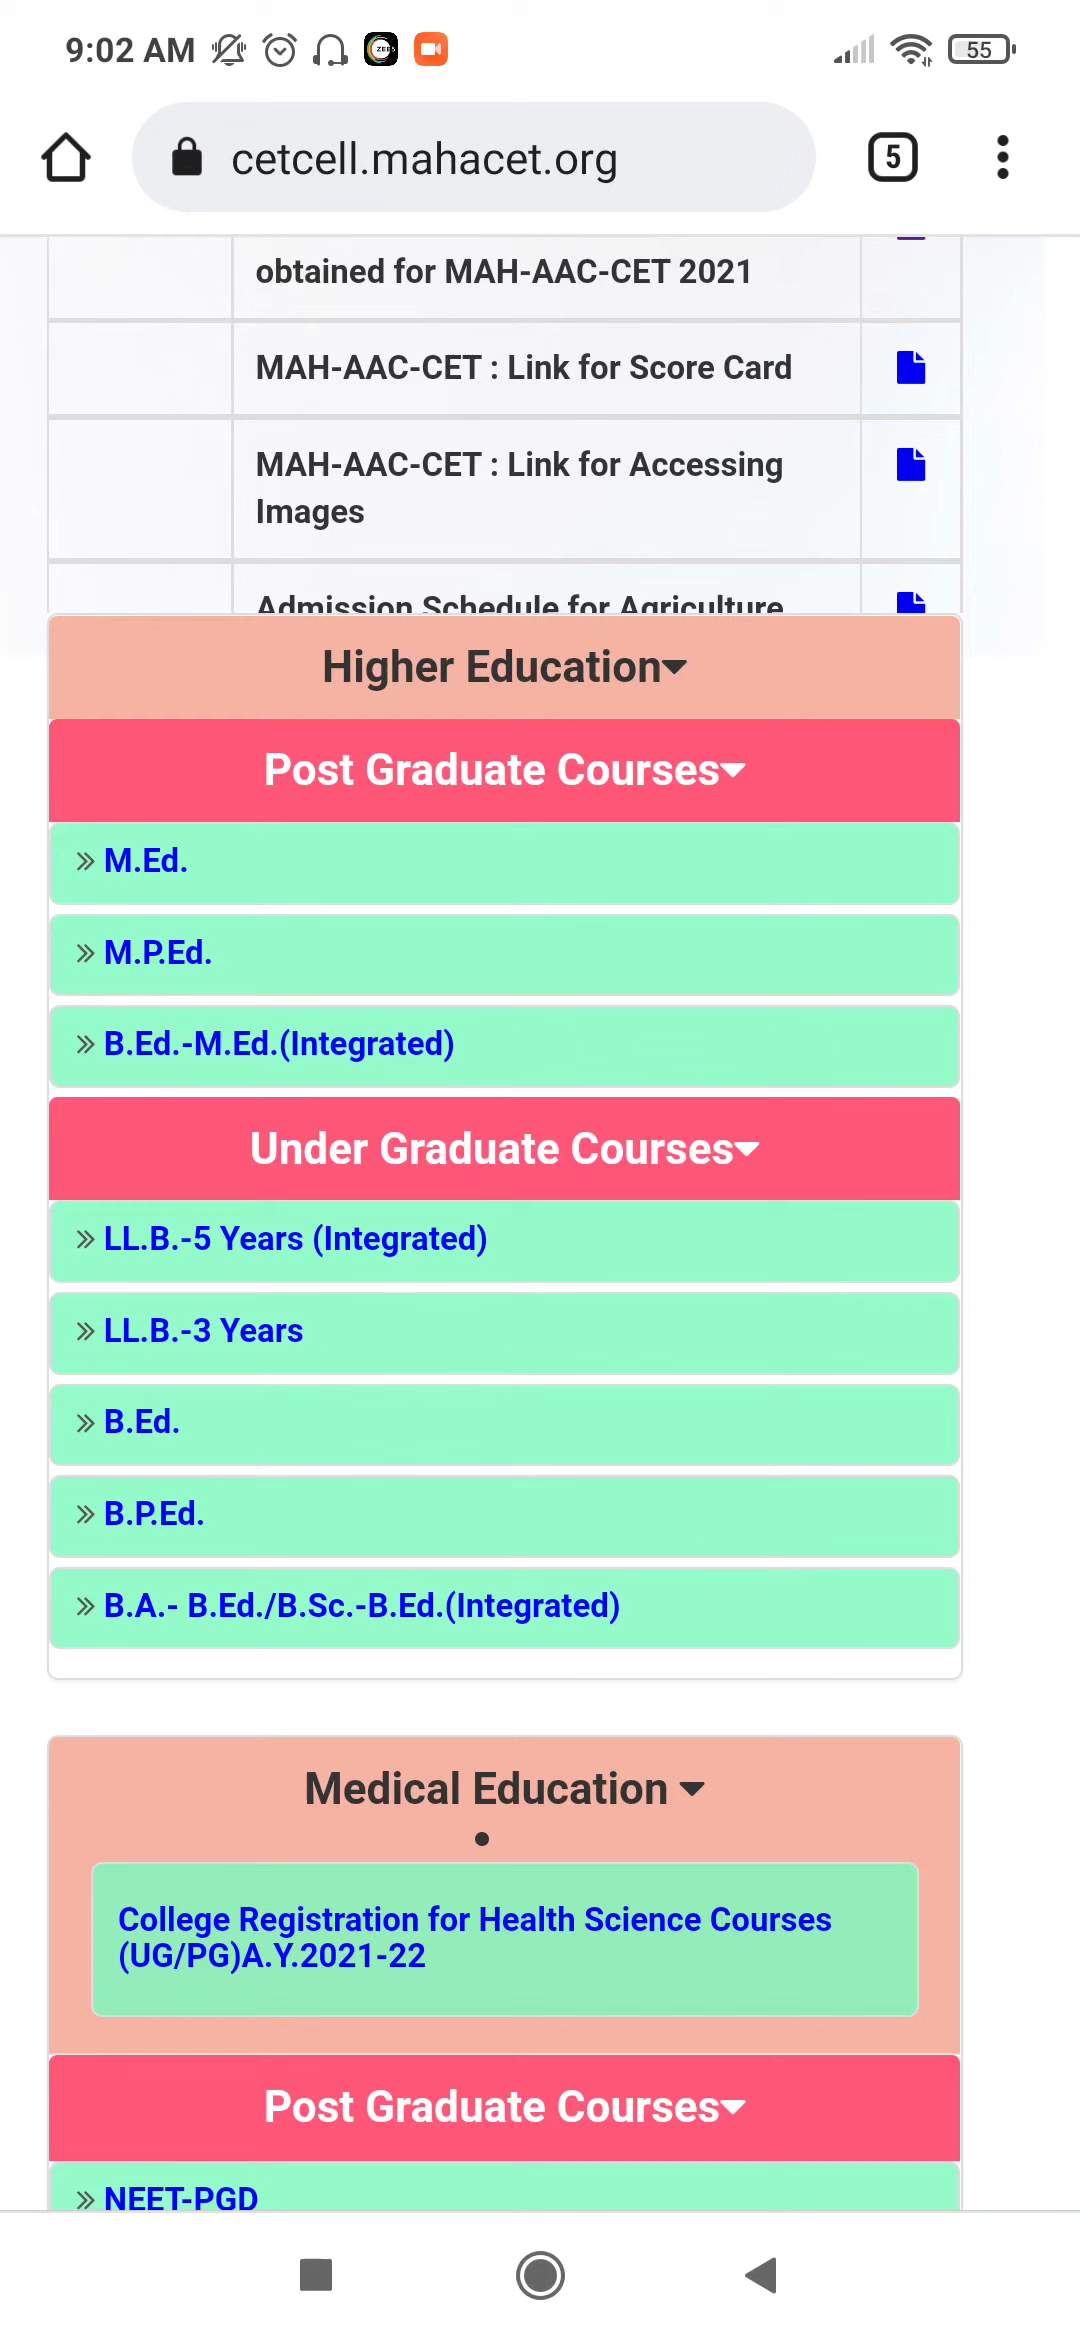 9:02 AM
55
cetcell.mahacet.org
5
obtained for MAH-AAC-CET 2021
MAH-AAC-CET : Link for Score Card
MAH-AAC-CET : Link for Accessing
Images
Admission Schedule for Agriculture
Higher Education
Post Graduate Courses
» M.Ed.
» M.P.Ed.
» B.Ed.-M.Ed.(Integrated)
Under Graduate Courses
» LL.B.-5 Years (Integrated)
» LL.B.-3 Years
» B.Ed.
» B.P.Ed.
» B.A.- B.Ed./B.Sc.-B.Ed.(Integrated)
Medical Education
College Registration for Health Science Courses
(UG/PG)A.Y.2021-22
Post Graduate Courses
» NEET-PGD